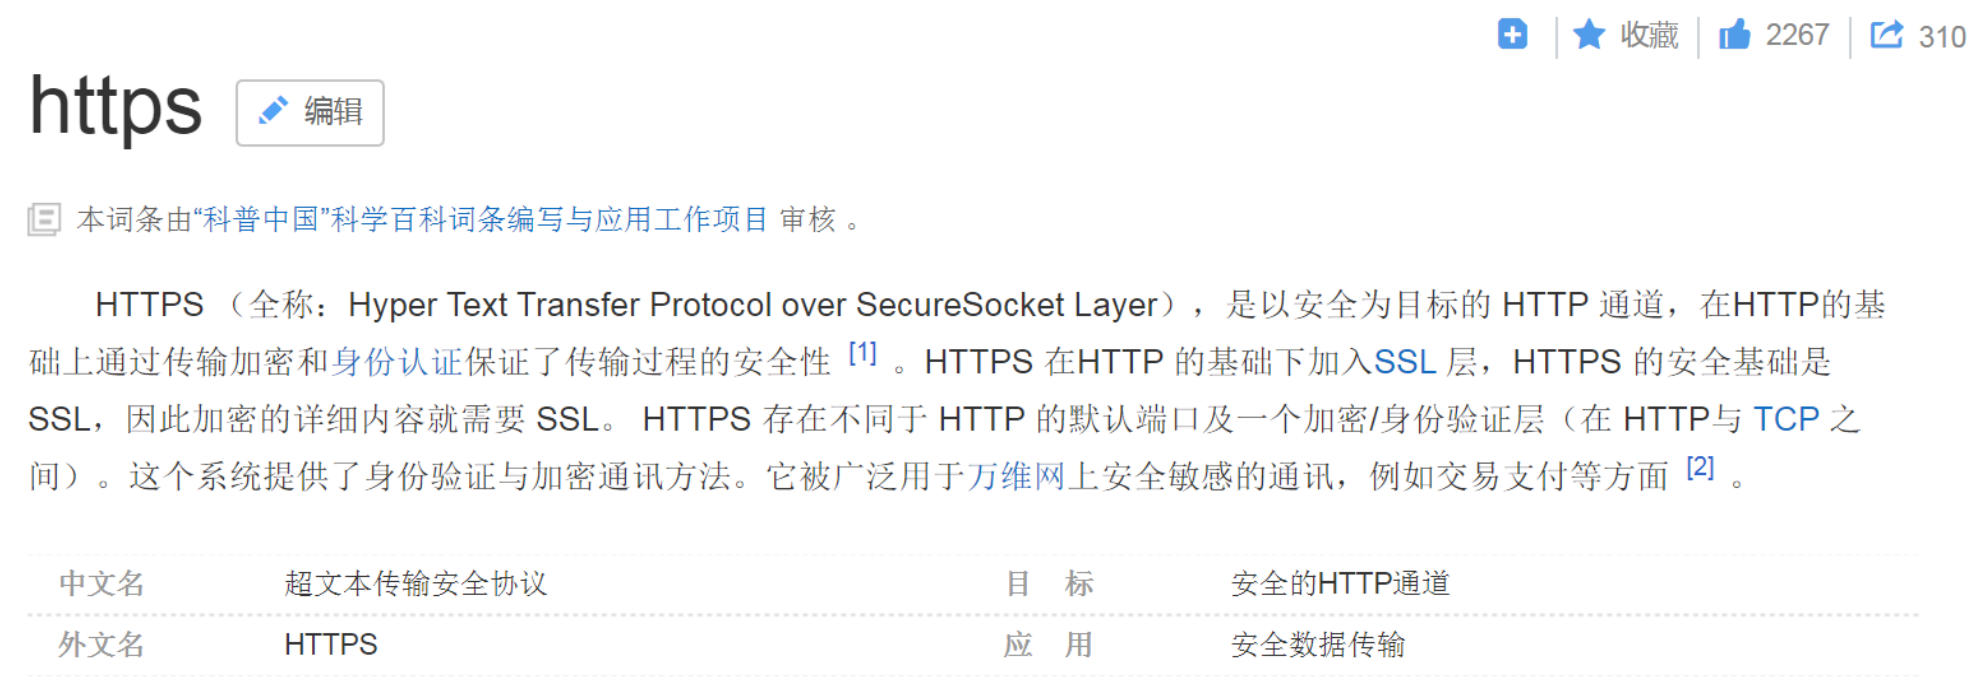 收藏 2267 310
https 编辑
本词条由“科普中国”科学百科词条编写与应用工作项目 审核 。
HTTPS （全称：Hyper Text Transfer Protocol over SecureSocket Layer），是以安全为目标的 HTTP 通道，在HTTP的基
础上通过传输加密和身份认证保证了传输过程的安全性 [1] 。HTTPS 在HTTP 的基础下加入SSL 层，HTTPS 的安全基础是
SSL，因此加密的详细内容就需要 SSL。 HTTPS 存在不同于 HTTP 的默认端口及一个加密/身份验证层（在 HTTP与 TCP 之
间）。这个系统提供了身份验证与加密通讯方法。它被广泛用于万维网上安全敏感的通讯，例如交易支付等方面 [2] 。
中文名 超文本传输安全协议 目 标 安全的HTTP通道
外文名 HTTPS 应 用 安全数据传输